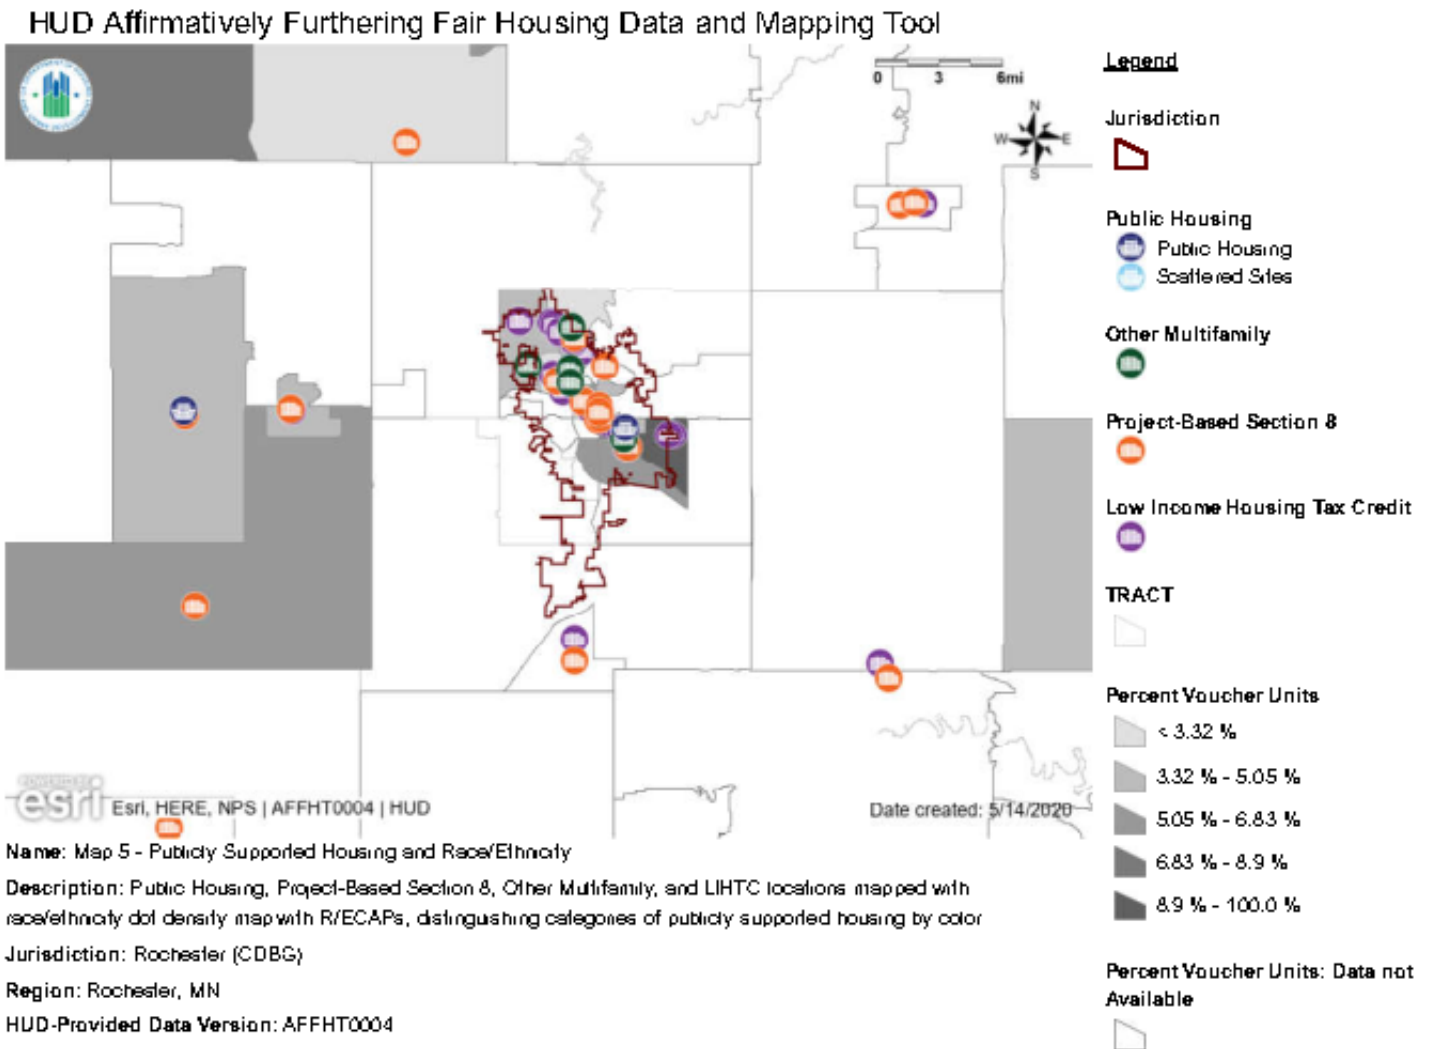 HUD Affirmatively Furthering Fair Housing Data and Mapping Tool
0 3 6mi
N
W E
S
Legend
Jurisdiction
Public Housing
Public Housing
Scattered Sites
Other Multifamily
Project-Based Section 8
Low Income Housing Tax Credit
TRACT
Percent Voucher Units
< 3.32 %
3.32 % - 5.05 %
5.05 % - 6.83 %
6.83 % - 8.9 %
8.9 % - 100.0 %
Percent Voucher Units: Data not
Available
POWERED BY
esri
Esri, HERE, NPS | AFFHT0004 | HUD
Date created: 5/14/2020
Name: Map 5 - Publicly Supported Housing and Race/Ethnicity
Description: Public Housing, Project-Based Section 8, Other Multifamily, and LIHTC locations mapped with
race/ethnicity dot density map with R/ECAPs, distinguishing categories of publicly supported housing by color
Jurisdiction: Rochester (CDBG)
Region: Rochester, MN
HUD-Provided Data Version: AFFHT0004